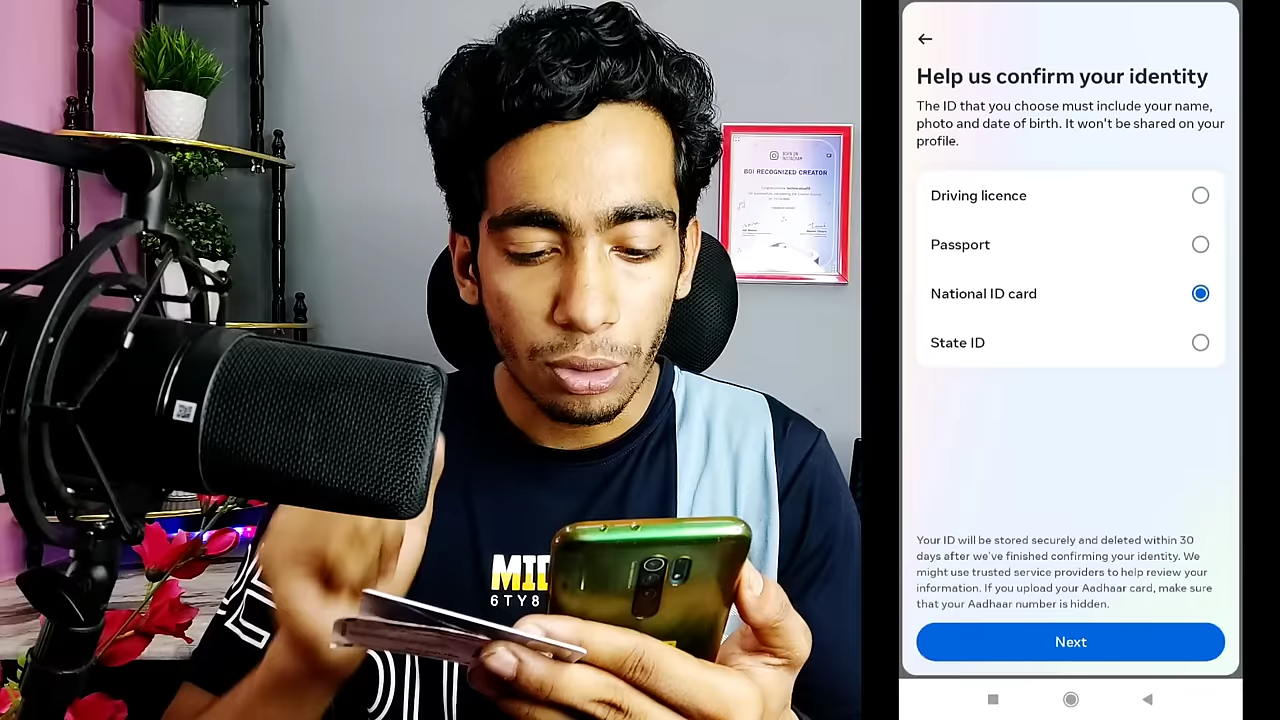 BGI RECOGNIZED CREATOR
MID
6TY8
Help us confirm your identity
The ID that you choose must include your name,
photo and date of birth. It won't be shared on your
profile.
Driving licence
Passport
National ID card
State ID
Your ID will be stored securely and deleted within 30
days after we've finished confirming your identity. We
might use trusted service providers to help review your
information. If you upload your Aadhaar card, make sure
that your Aadhaar number is hidden.
Next